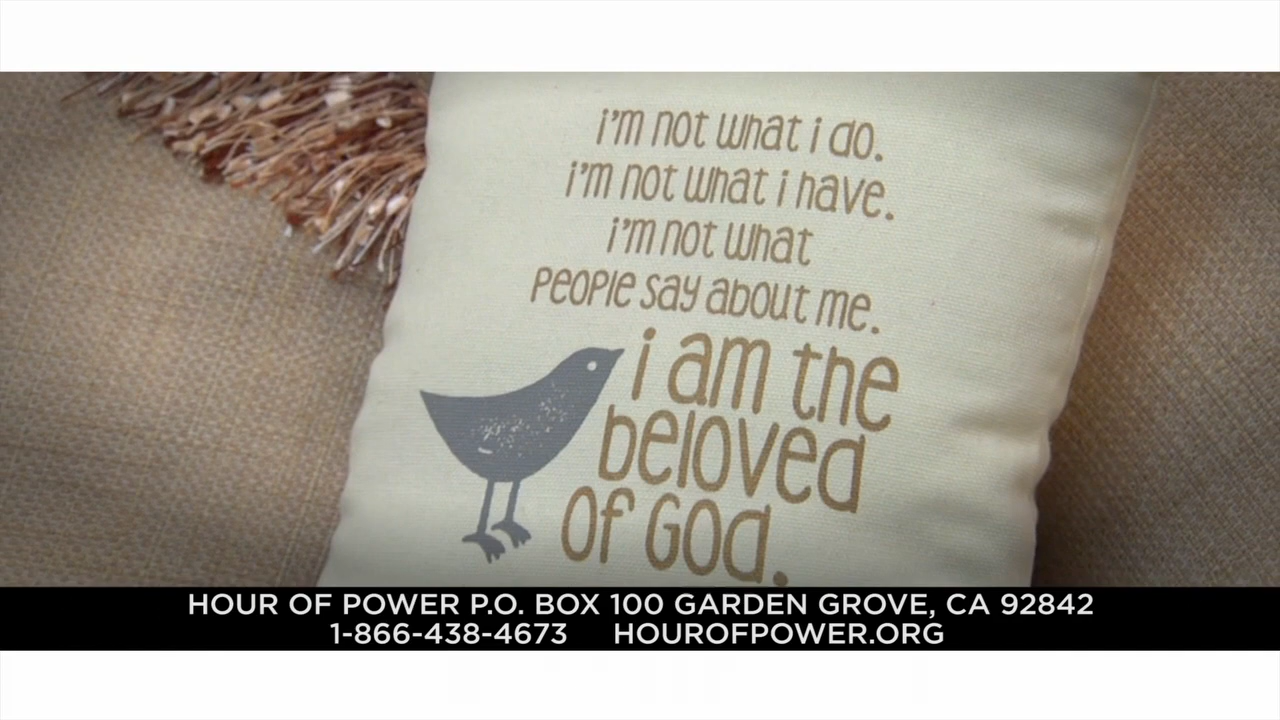 i'm not what i do.
i'm not what i have.
i'm not what
people say about me.
i am the
beloved
of God.
HOUR OF POWER P.O. BOX 100 GARDEN GROVE, CA 92842
1-866-438-4673 HOUROFPOWER.ORG